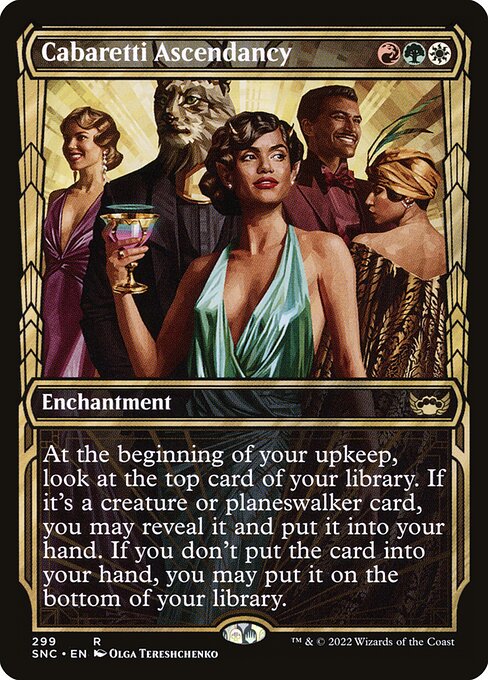 Cabaretti Ascendancy
Enchantment
At the beginning of your upkeep,
look at the top card of your library. If
it's a creature or planeswalker card,
you may reveal it and put it into your
hand. If you don't put the card into
your hand, you may put it on the
bottom of your library.
299 R
SNC • EN Olga Tereshchenko
™ & © 2022 Wizards of the Coast